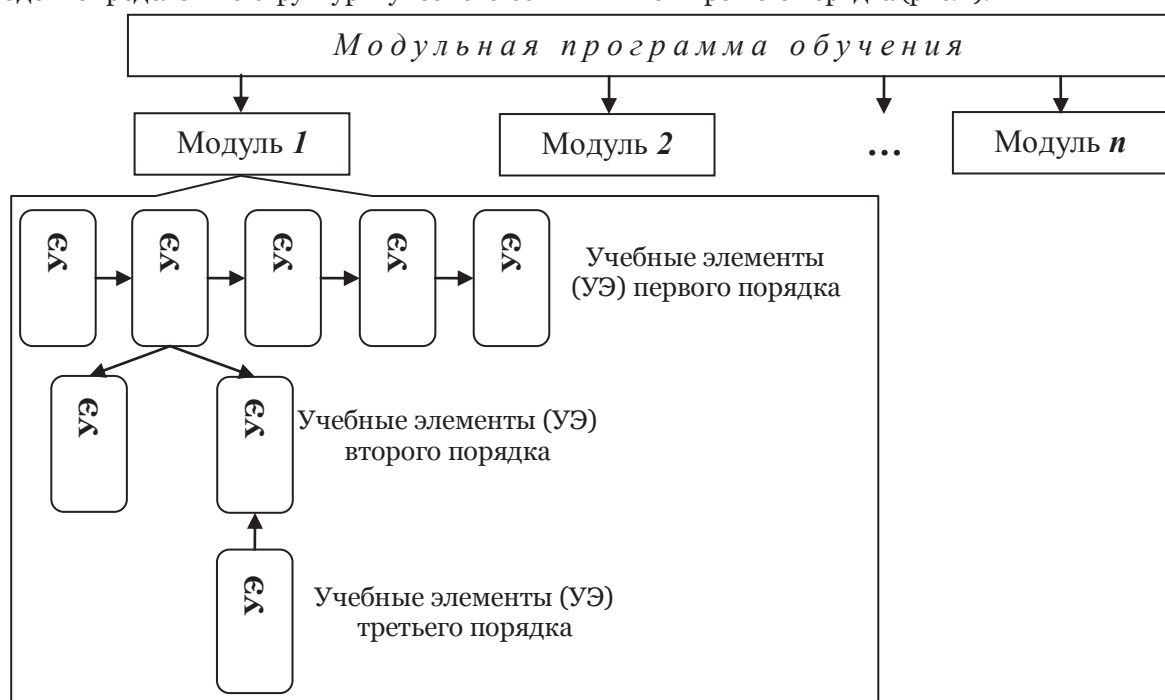 Модульная программа обучения
Модуль 1
Модуль 2
...
Модуль n
УЭ
УЭ
УЭ
УЭ
УЭ
Учебные элементы
(УЭ) первого порядка
УЭ
УЭ
Учебные элементы (УЭ)
второго порядка
УЭ
Учебные элементы (УЭ)
третьего порядка